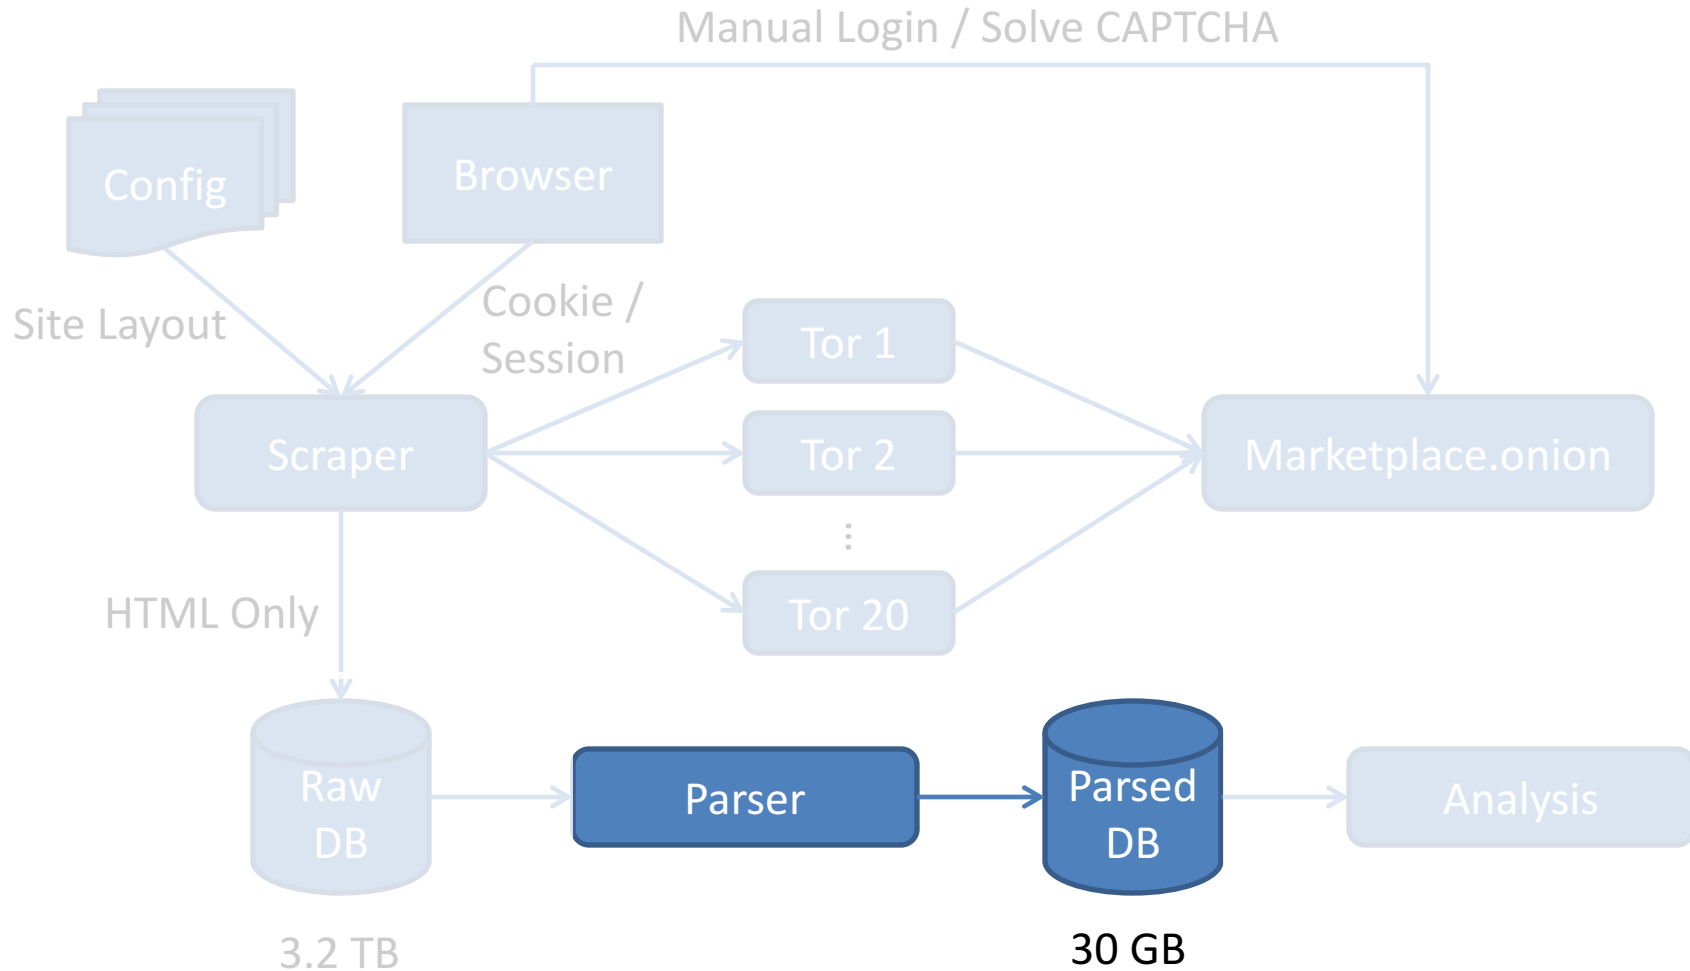 Manual Login / Solve CAPTCHA
Config
Browser
Site Layout
Cookie /
Session
Tor 1
Scraper
Tor 2
Marketplace.onion
...
Tor 20
HTML Only
Raw
DB
Parser
Parsed
DB
Analysis
3.2 TB
30 GB